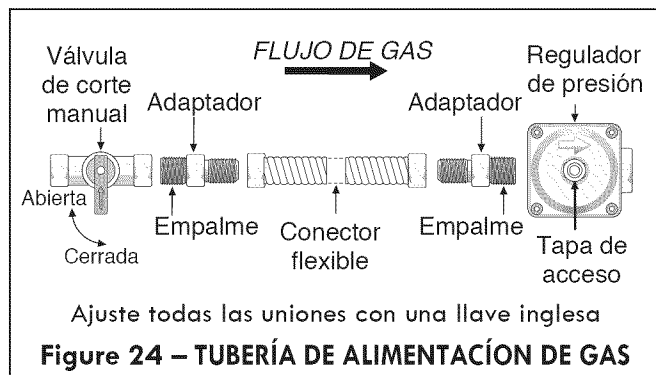 FLUJO DE GAS
Válvula
de corte
manual
Adaptador
Adaptador
Regulador
de presión
Abierta
Cerrada
Empalme
Conector
flexible
Empalme
Tapa de
acceso
Ajuste todas las uniones con una llave inglesa
Figure 24 – TUBERÍA DE ALIMENTACÍON DE GAS